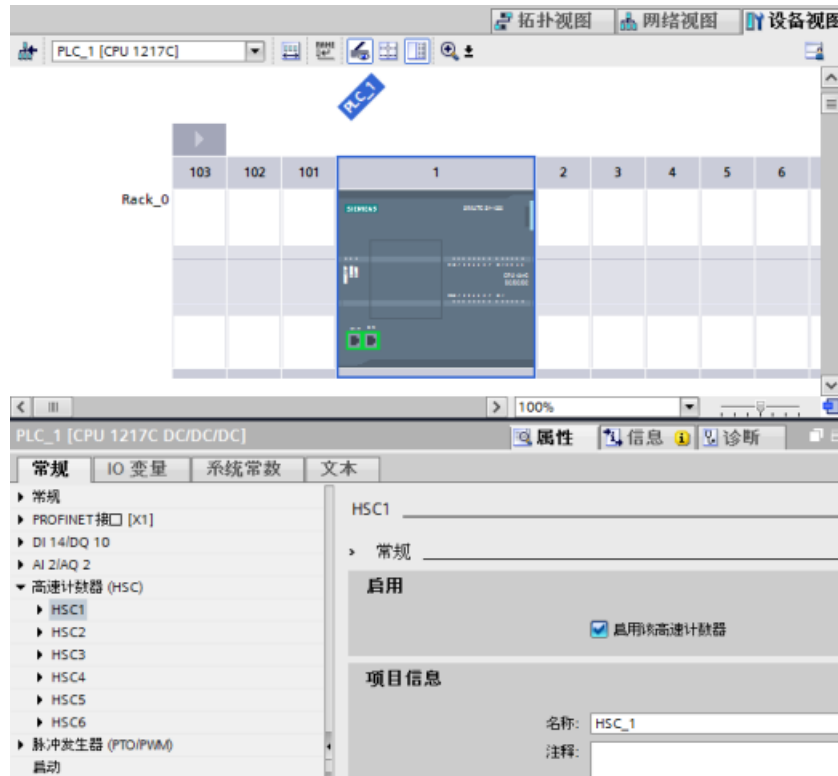 拓扑视图 网络视图 设备视图
PLC_1 [CPU 1217C]
PLC_1
103 102 101 1 2 3 4 5 6
Rack_0
SIEMENS
100%
PLC_1 [CPU 1217C DC/DC/DC] 属性 信息 诊断
常规 IO 变量 系统常数 文本
常规
PROFINET接口 [X1]
DI 14/DQ 10
AI 2/AQ 2
高速计数器 (HSC)
HSC1
HSC2
HSC3
HSC4
HSC5
HSC6
脉冲发生器 (PTO/PWM)
启动
HSC1
常规
启用
启用该高速计数器
项目信息
名称: HSC_1
注释: